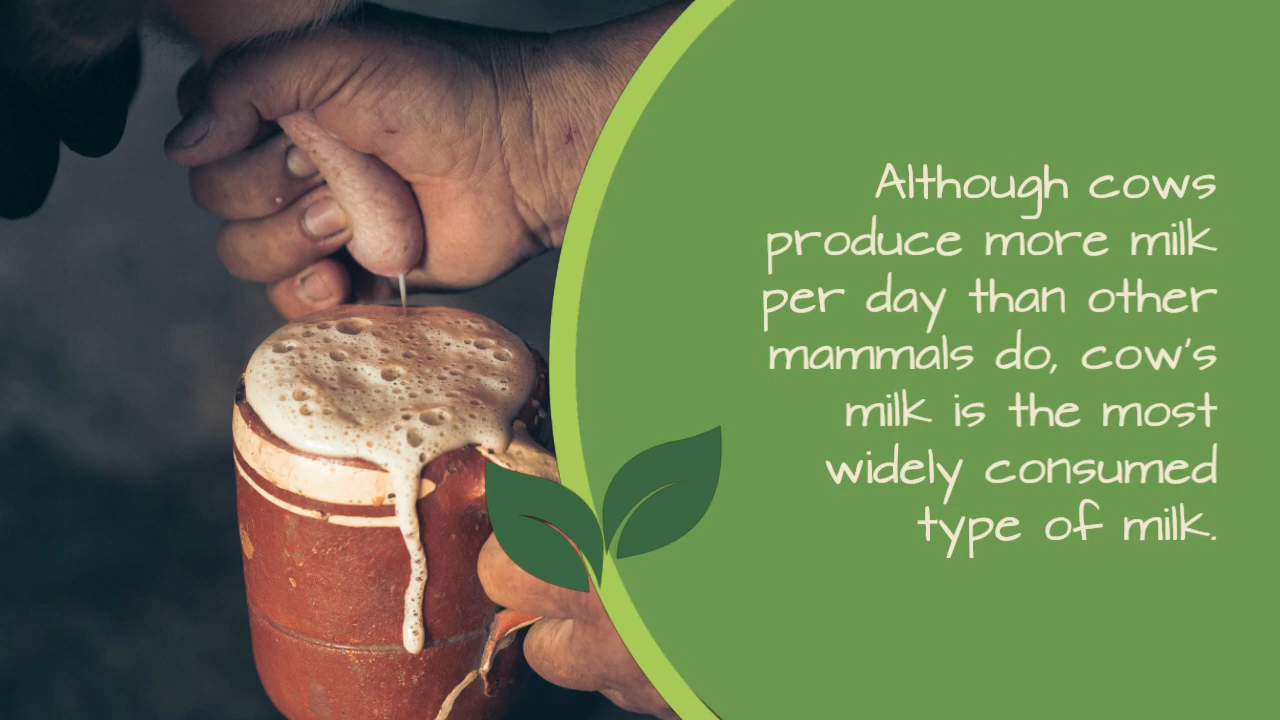 Although cows
produce more milk
per day than other
mammals do, cow's
milk is the most
widely consumed
type of milk.